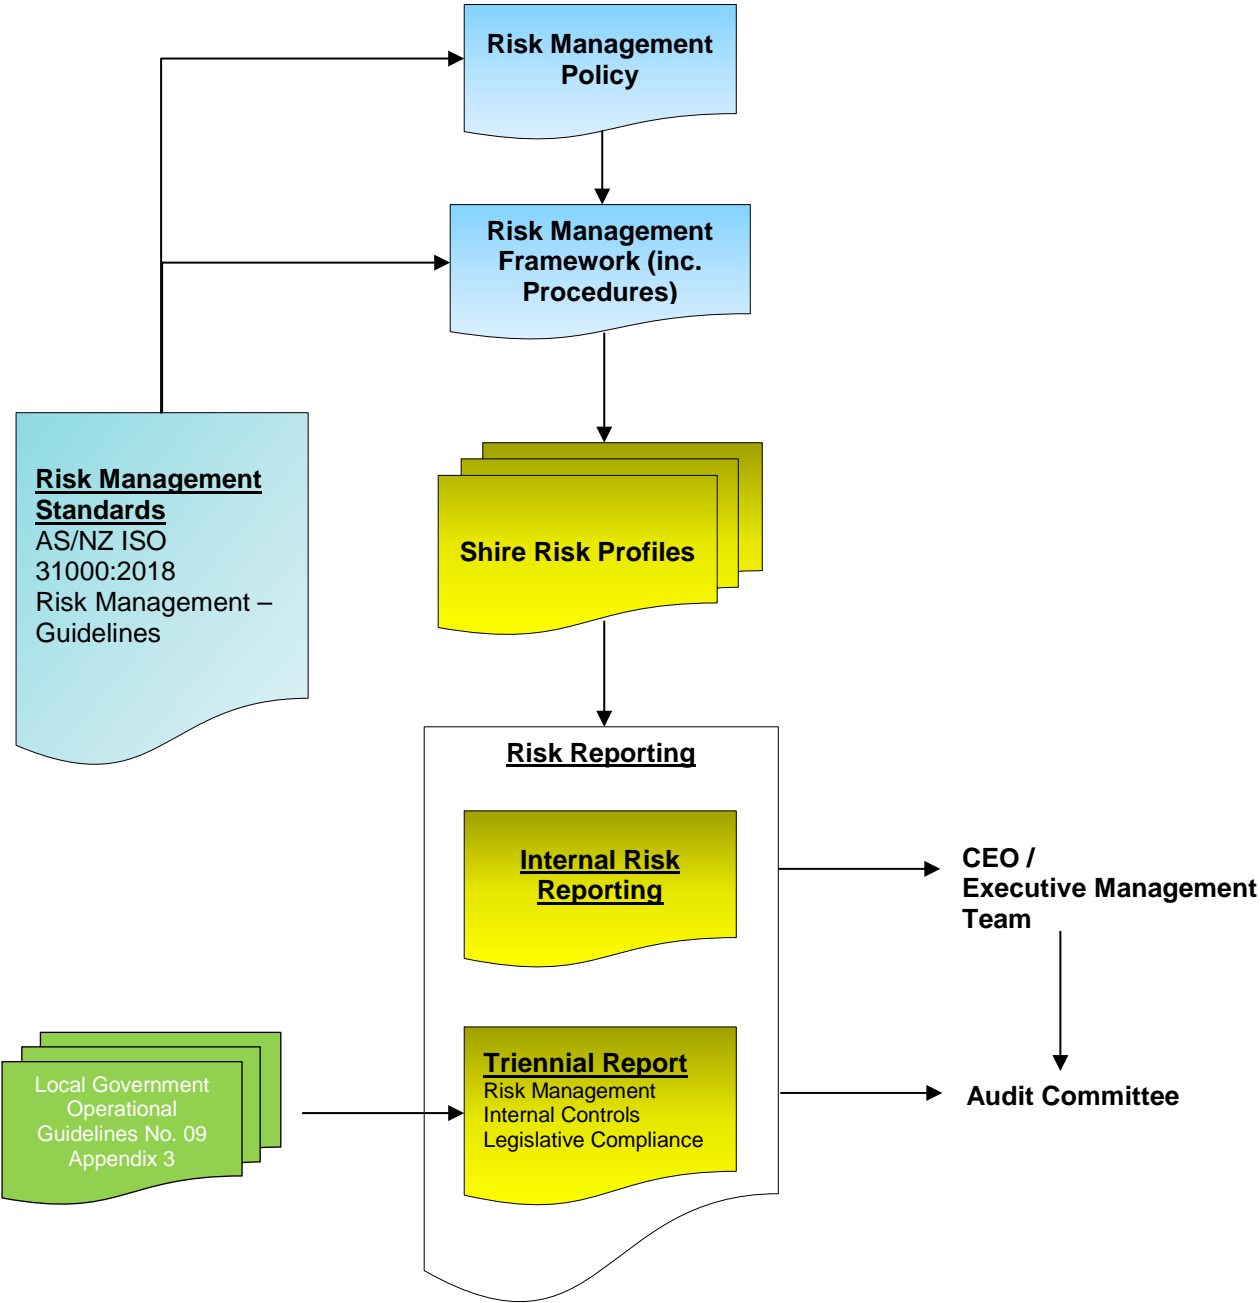 Risk Management
Policy
Risk Management
Framework (inc.
Procedures)
Risk Management
Standards
AS/NZ ISO
31000:2018
Risk Management –
Guidelines
Shire Risk Profiles
Risk Reporting
Internal Risk
Reporting
CEO /
Executive Management
Team
Local Government
Operational
Guidelines No. 09
Appendix 3
Triennial Report
Risk Management
Internal Controls
Legislative Compliance
Audit Committee